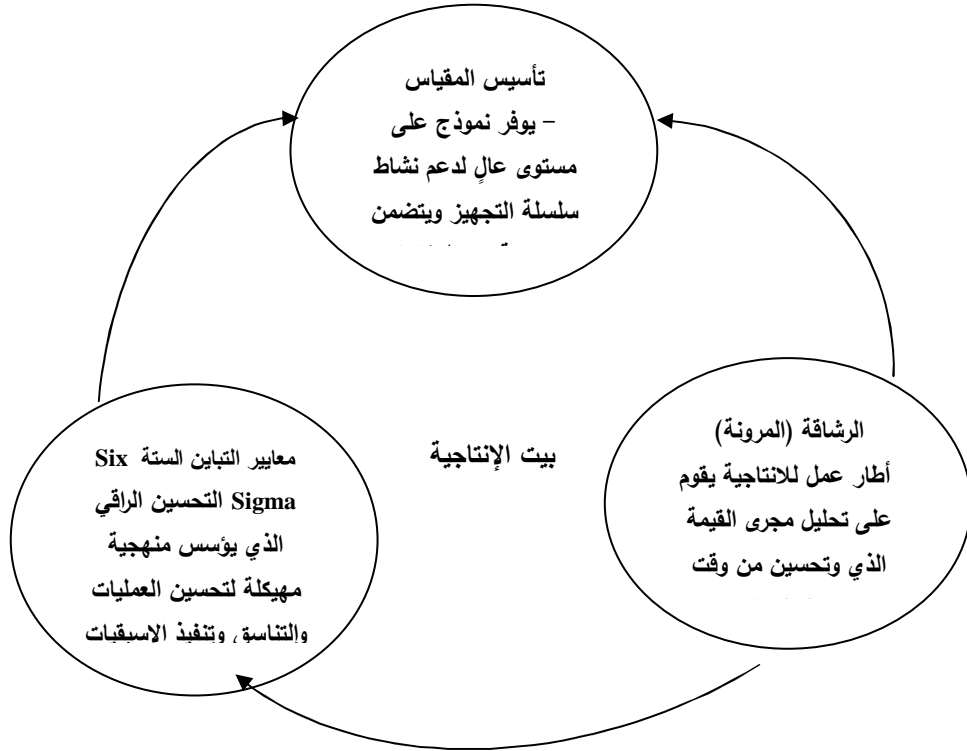 تأسيس المقياس
– يوفر نموذج على
مستوى عالٍ لدعم نشاط
سلسلة التجهيز ويتضمن
الرشاقة (المرونة)
أطار عمل للانتاجية يقوم
على تحليل مجرى القيمة
الذي وتحسين من وقت
بيت الإنتاجية
معايير التباين الستة Six
Sigma التحسين الراقي
الذي يؤسس منهجية
مهيكلة لتحسين العمليات
والتناسق وتنفيذ الاسبقيات